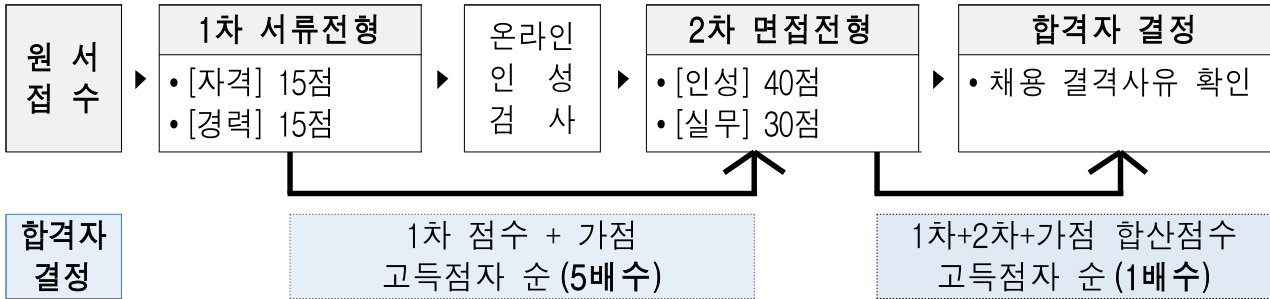 원 서
접 수
▶
1차 서류전형
• [자격] 15점
• [경력] 15점
▶
온라인
인 성
검 사
▶
2차 면접전형
• [인성] 40점
• [실무] 30점
▶
합격자 결정
• 채용 결격사유 확인
합격자
결정
1차 점수 + 가점
고득점자 순 (5배수)
1차+2차+가점 합산점수
고득점자 순 (1배수)